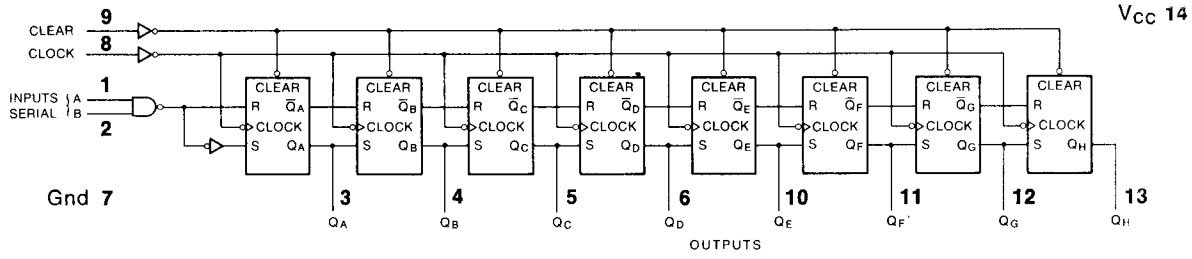 9
V_CC 14
CLEAR
8
CLOCK
1
CLEAR CLEAR CLEAR CLEAR CLEAR CLEAR CLEAR CLEAR
INPUTS A
SERIAL B
R Q̅A R Q̅B R Q̅C R Q̅D R QE R Q̅F R Q̅G R
2
CLOCK CLOCK CLOCK CLOCK CLOCK CLOCK CLOCK CLOCK
S QA S QB S QC S QD S QE S QF S QG S QH
Gnd 7
3 4 5 6 10 11 12 13
QA QB QC QD QE QF QG QH
OUTPUTS